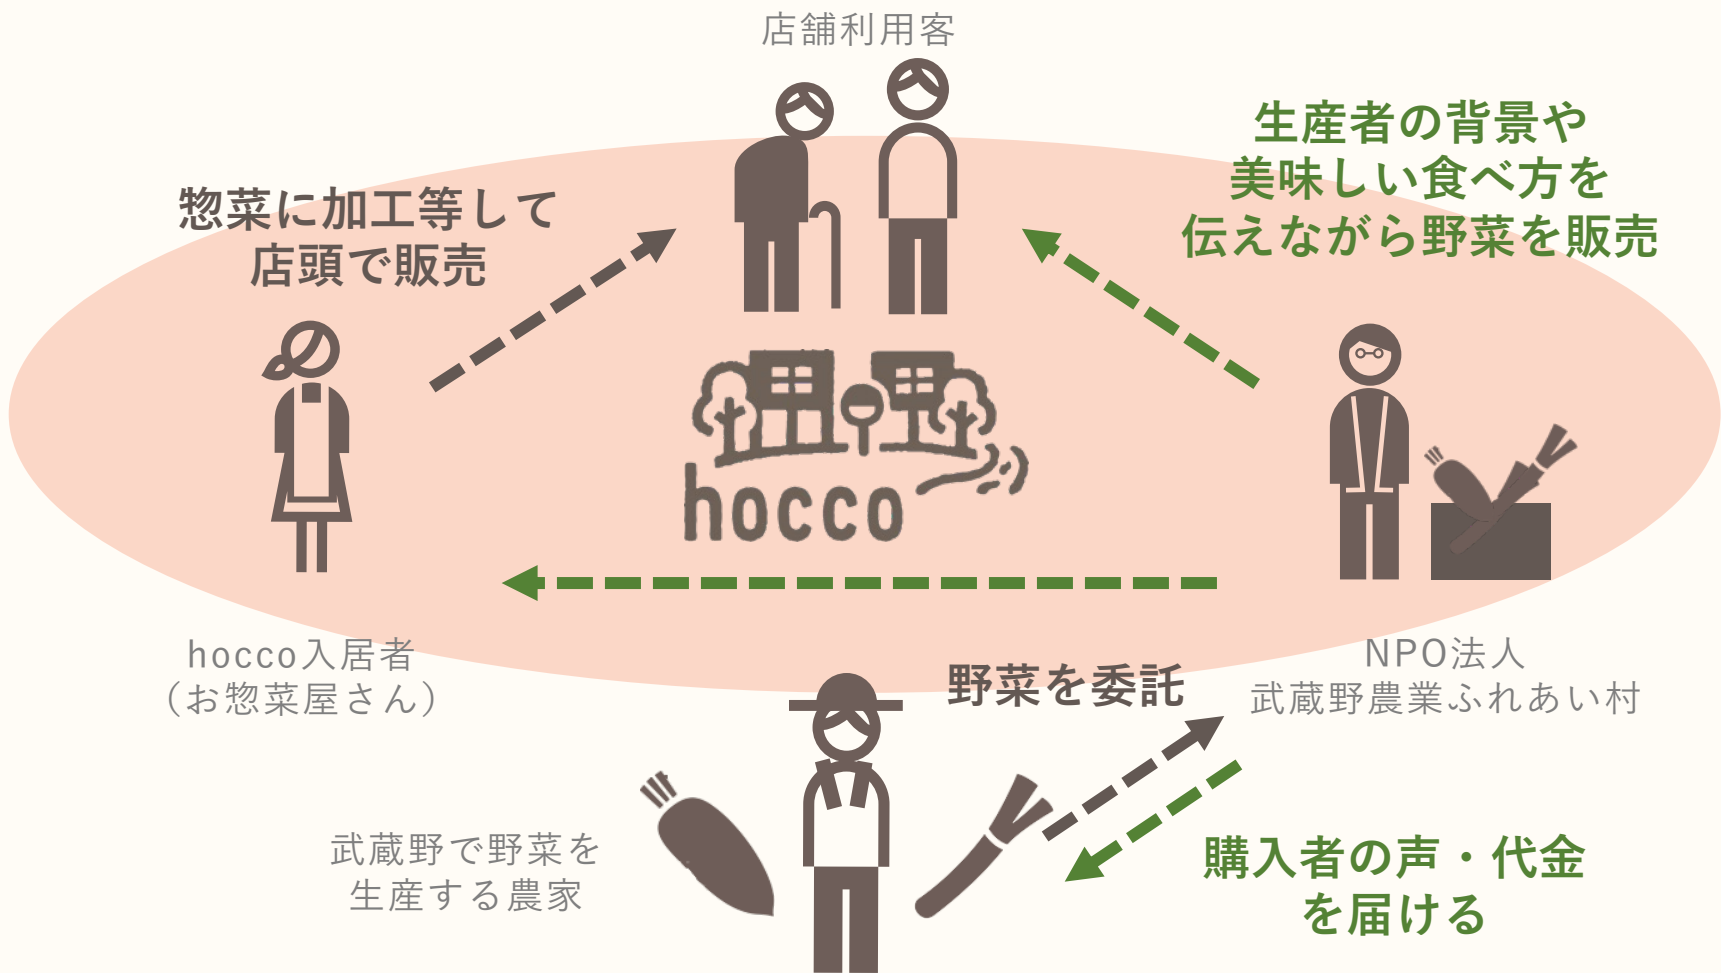 店舗利用客
生産者の背景や
美味しい食べ方を
伝えながら野菜を販売
惣菜に加工等して
店頭で販売
hocco
hocco入居者
（お惣菜屋さん）
NPO法人
武蔵野農業ふれあい村
野菜を委託
武蔵野で野菜を
生産する農家
購入者の声・代金
を届ける